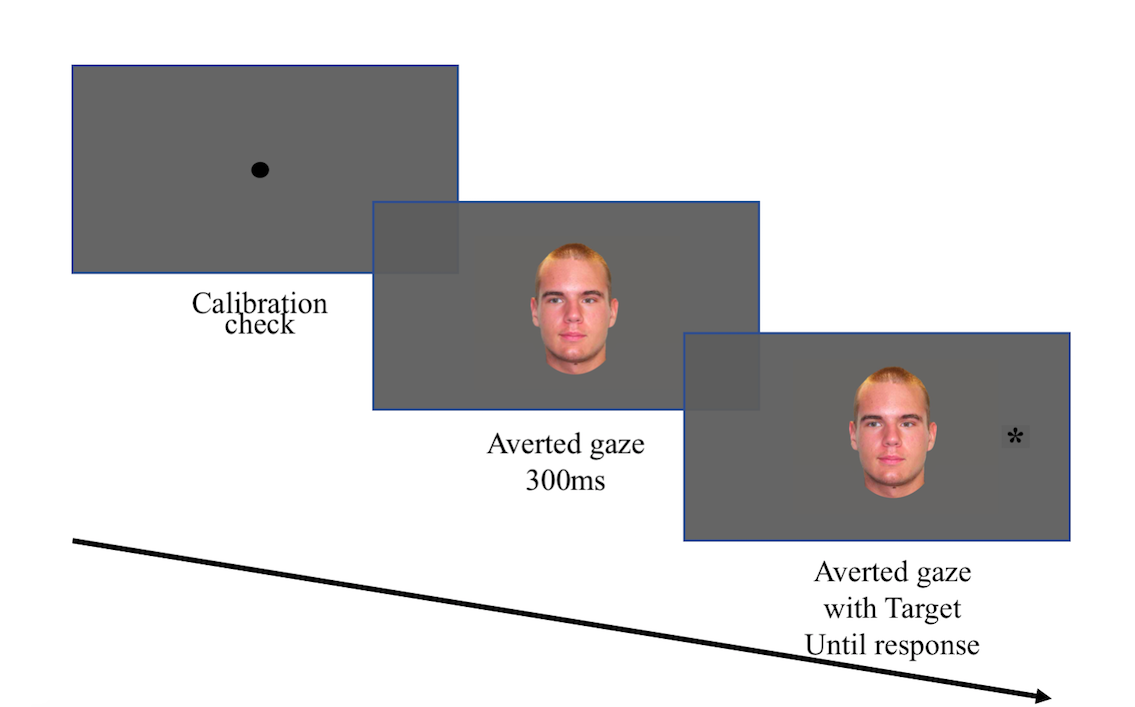 Calibration
check
Averted gaze
300ms
*
Averted gaze
with Target
Until response